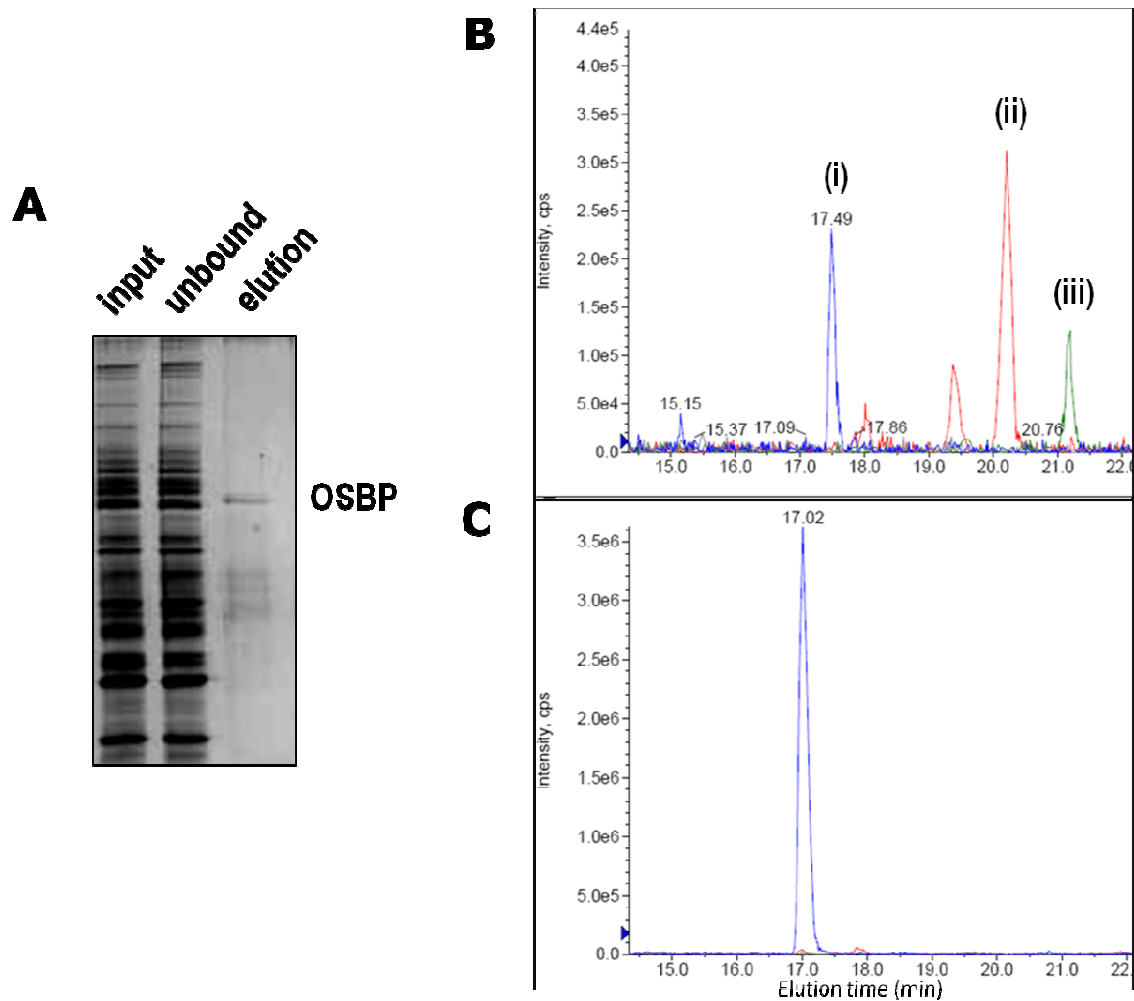 A
input
unbound
elution
OSBP
B
Intensity, cps
4.4e5
4.0e5
3.5e5
3.0e5
2.5e5
2.0e5
1.5e5
1.0e5
5.0e4
0.0
(i)
(ii)
(iii)
17.49
15.15
15.37
17.09
17.86
20.76
15.0 16.0 17.0 18.0 19.0 20.0 21.0 22.0
C
Intensity, cps
3.5e6
3.0e6
2.5e6
2.0e6
1.5e6
1.0e6
5.0e5
0.0
17.02
15.0 16.0 17.0 18.0 19.0 20.0 21.0 22.
Elution time (min)